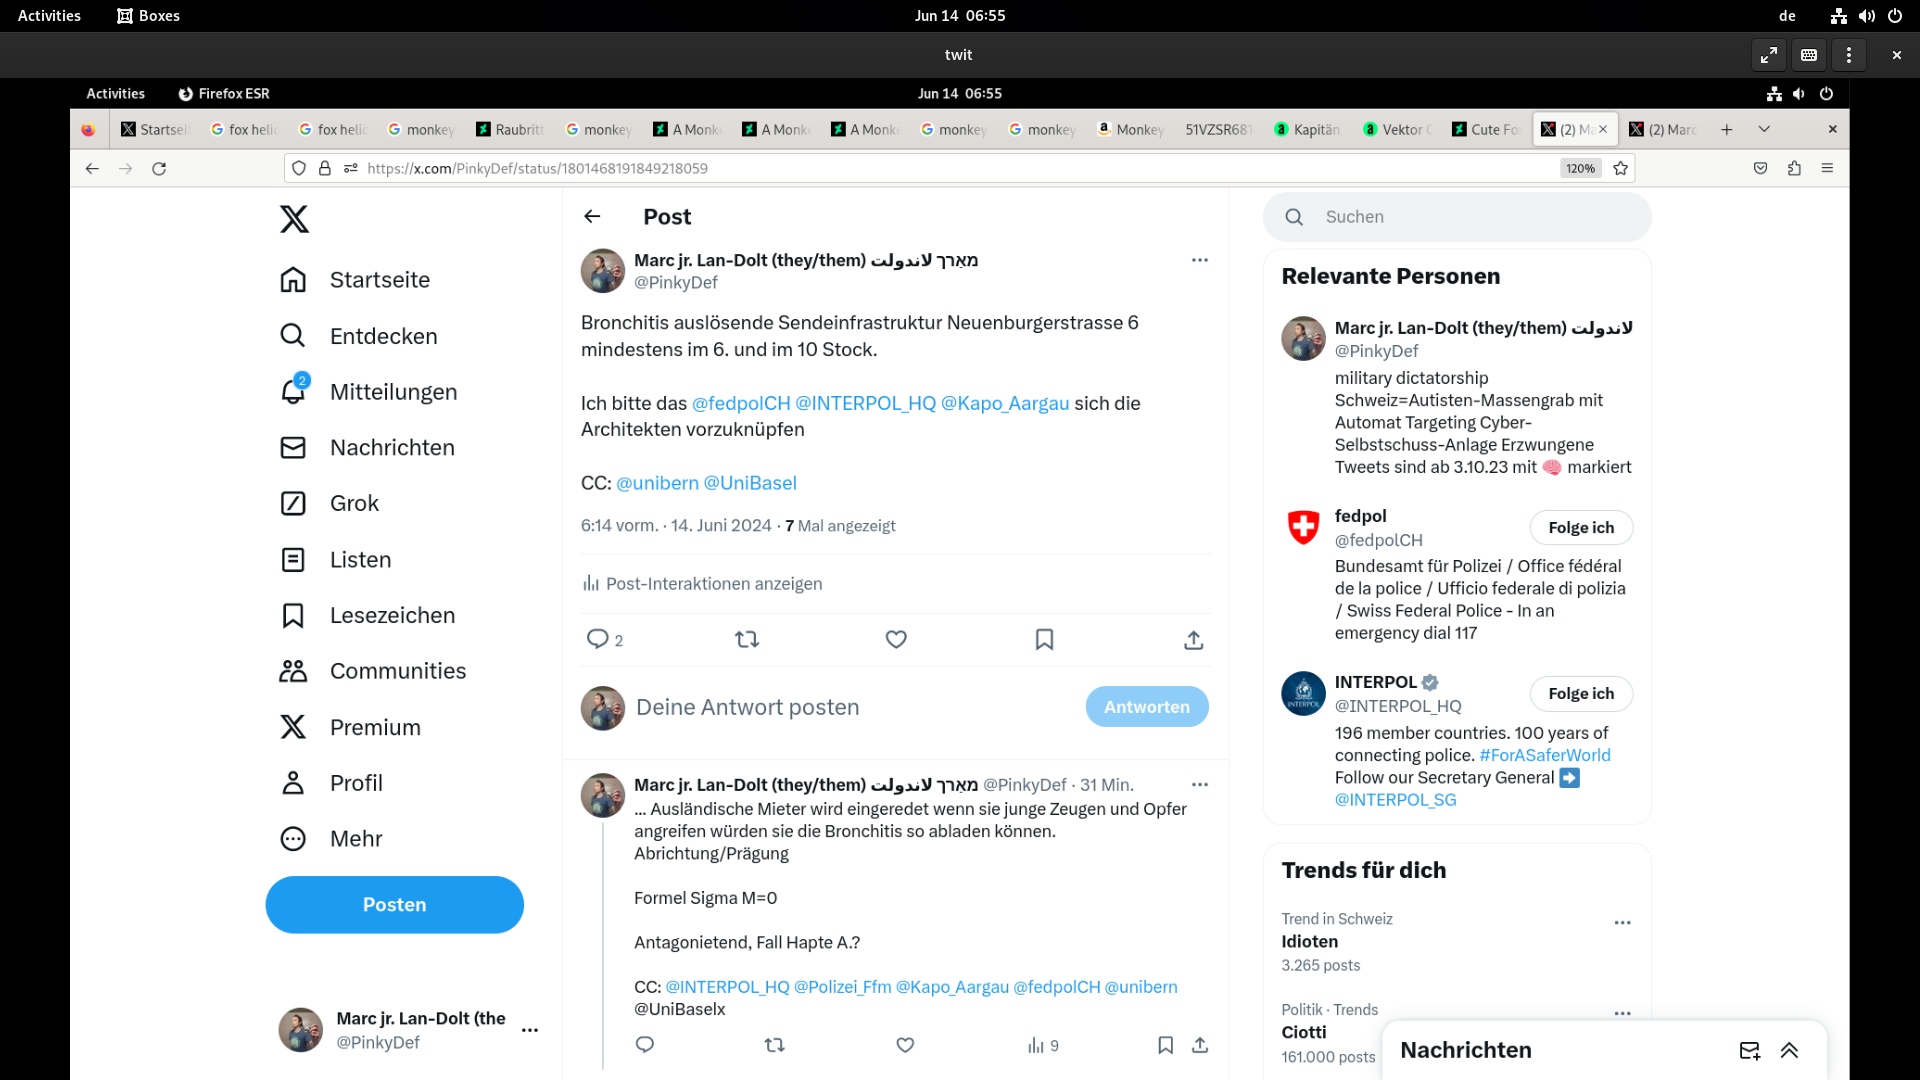 Activities
Boxes
Jun 14 06:55
de
twit
Activities
Firefox ESR
Jun 14 06:55
Startseit
fox helic
fox helic
monkey
Raubritt
monkey
A Monk
A Monk
A Monk
monkey
monkey
Monkey
51VZSR681
Kapitän
Vektor
Cute Fo
(2) Ma
(2) Marc
https://x.com/PinkyDef/status/1801468191849218059
120%
Startseite
Entdecken
2
Mitteilungen
Nachrichten
Grok
Listen
Lesezeichen
Communities
Premium
Profil
Mehr
Posten
Marc jr. Lan-Dolt (the
@PinkyDef
Post
Marc jr. Lan-Dolt (they/them) מאַרך لاندولت
@PinkyDef
Bronchitis auslösende Sendeinfrastruktur Neuenburgerstrasse 6
mindestens im 6. und im 10 Stock.
Ich bitte das @fedpolCH @INTERPOL_HQ @Kapo_Aargau sich die
Architekten vorzuknüpfen
CC: @unibern @UniBasel
6:14 vorm. · 14. Juni 2024 · 7 Mal angezeigt
Post-Interaktionen anzeigen
2
Deine Antwort posten
Antworten
Marc jr. Lan-Dolt (they/them) מאַרך لاندولت @PinkyDef · 31 Min.
... Ausländische Mieter wird eingeredet wenn sie junge Zeugen und Opfer
angreifen würden sie die Bronchitis so abladen können.
Abrichtung/Prägung
Formel Sigma M=0
Antagonietend, Fall Hapte A.?
CC: @INTERPOL_HQ @Polizei_Ffm @Kapo_Aargau @fedpolCH @unibern
@UniBaselx
9
Suchen
Relevante Personen
Marc jr. Lan-Dolt (they/them) لاندولت
@PinkyDef
military dictatorship
Schweiz=Autisten-Massengrab mit
Automat Targeting Cyber-
Selbstschuss-Anlage Erzwungene
Tweets sind ab 3.10.23 mit 🧠 markiert
fedpol
@fedpolCH
Folge ich
Bundesamt für Polizei / Office fédéral
de la police / Ufficio federale di polizia
/ Swiss Federal Police - In an
emergency dial 117
INTERPOL
@INTERPOL_HQ
Folge ich
INTERPOL
196 member countries. 100 years of
connecting police. #ForASaferWorld
Follow our Secretary General ➡️
@INTERPOL_SG
Trends für dich
Trend in Schweiz
Idioten
3.265 posts
Politik · Trends
Ciotti
161.000 posts
Nachrichten